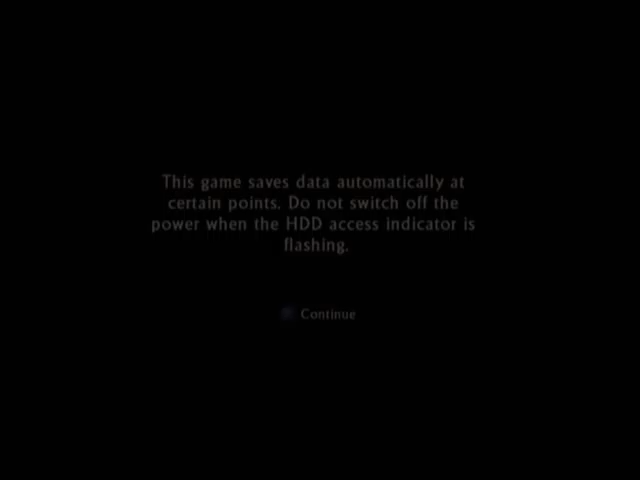 This game saves data automatically at
certain points. Do not switch off the
power when the HDD access indicator is
flashing.
Continue